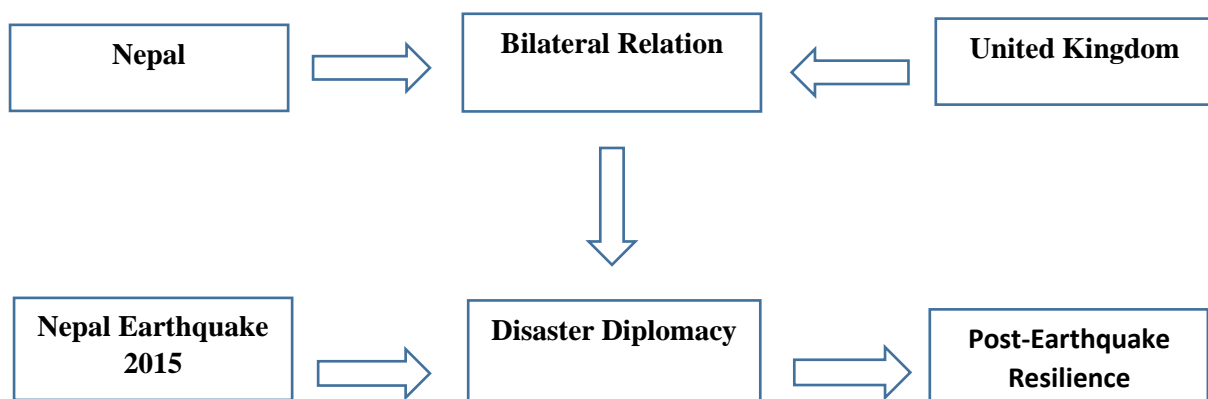 Nepal
Bilateral Relation
United Kingdom
Nepal Earthquake
2015
Disaster Diplomacy
Post-Earthquake
Resilience